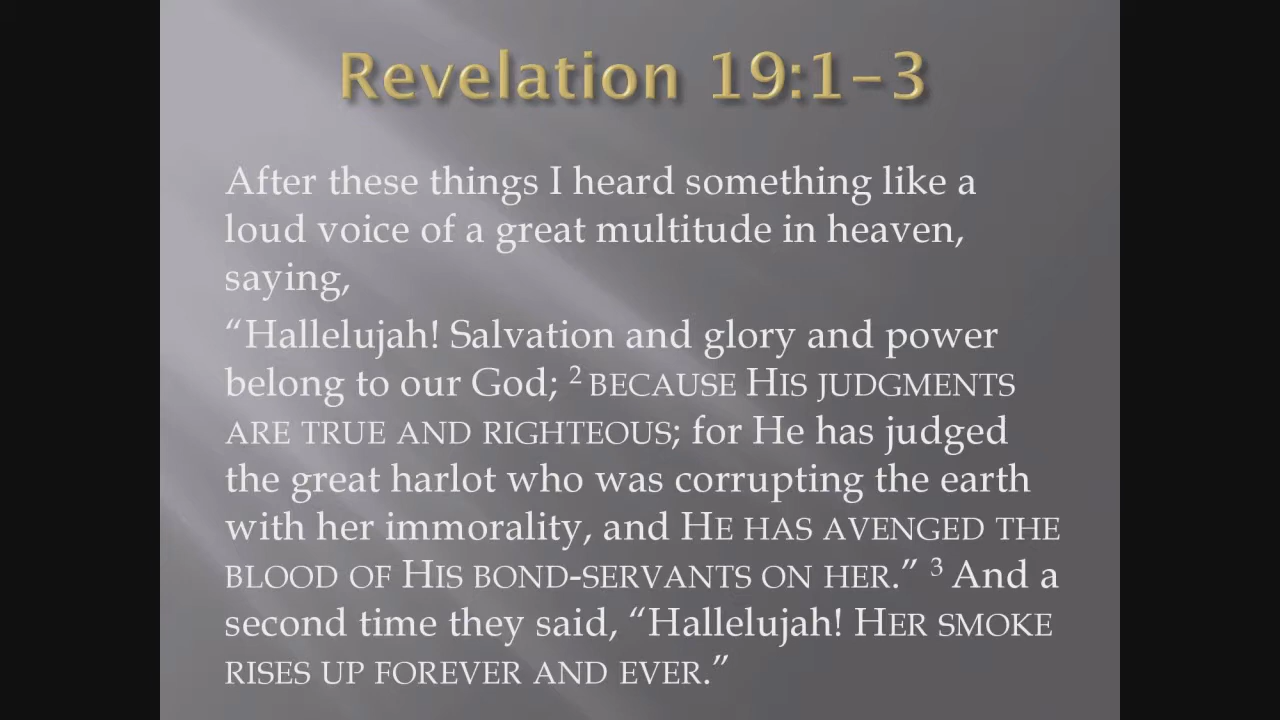 Revelation 19:1-3
After these things I heard something like a
loud voice of a great multitude in heaven,
saying,
“Hallelujah! Salvation and glory and power
belong to our God; ² BECAUSE HIS JUDGMENTS
ARE TRUE AND RIGHTEOUS; for He has judged
the great harlot who was corrupting the earth
with her immorality, and HE HAS AVENGED THE
BLOOD OF HIS BOND-SERVANTS ON HER.” ³ And a
second time they said, “Hallelujah! HER SMOKE
RISES UP FOREVER AND EVER.”